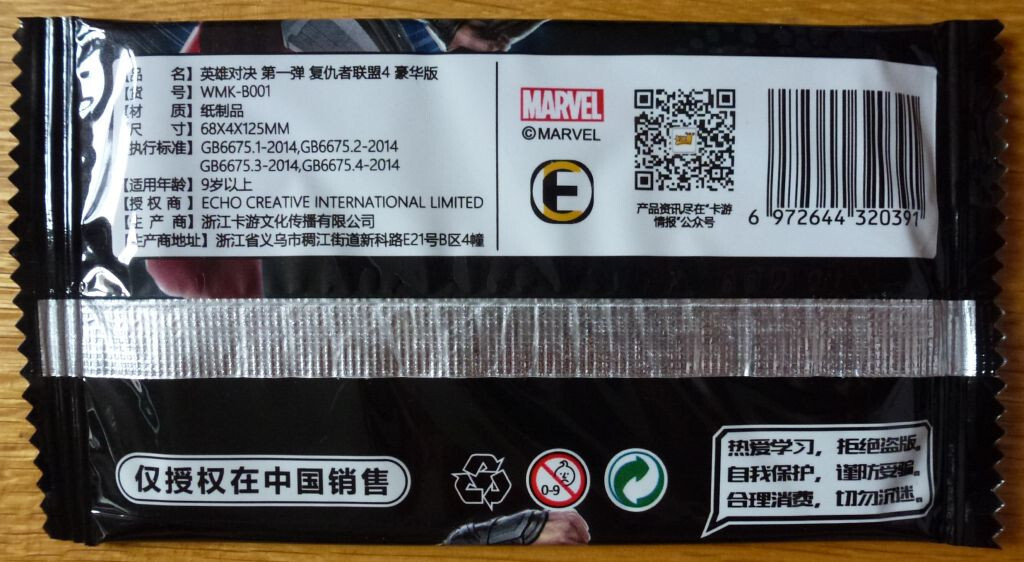 【品 名】英雄对决 第一弹 复仇者联盟4 豪华版
【货 号】WMK-B001
【材 质】纸制品
【尺 寸】68X4X125MM
【执行标准】GB6675.1-2014,GB6675.2-2014
GB6675.3-2014,GB6675.4-2014
【适用年龄】9岁以上
【授 权 商】ECHO CREATIVE INTERNATIONAL LIMITED
【生 产 商】浙江卡游文化传播有限公司
【生产商地址】浙江省义乌市稠江街道新科路E21号B区4幢
MARVEL
©MARVEL
E
产品资讯尽在“卡游
情报”公众号
6 972644 320391
仅授权在中国销售
0-9
热爱学习，拒绝盗版。
自我保护，谨防受骗。
合理消费，切勿沉迷。